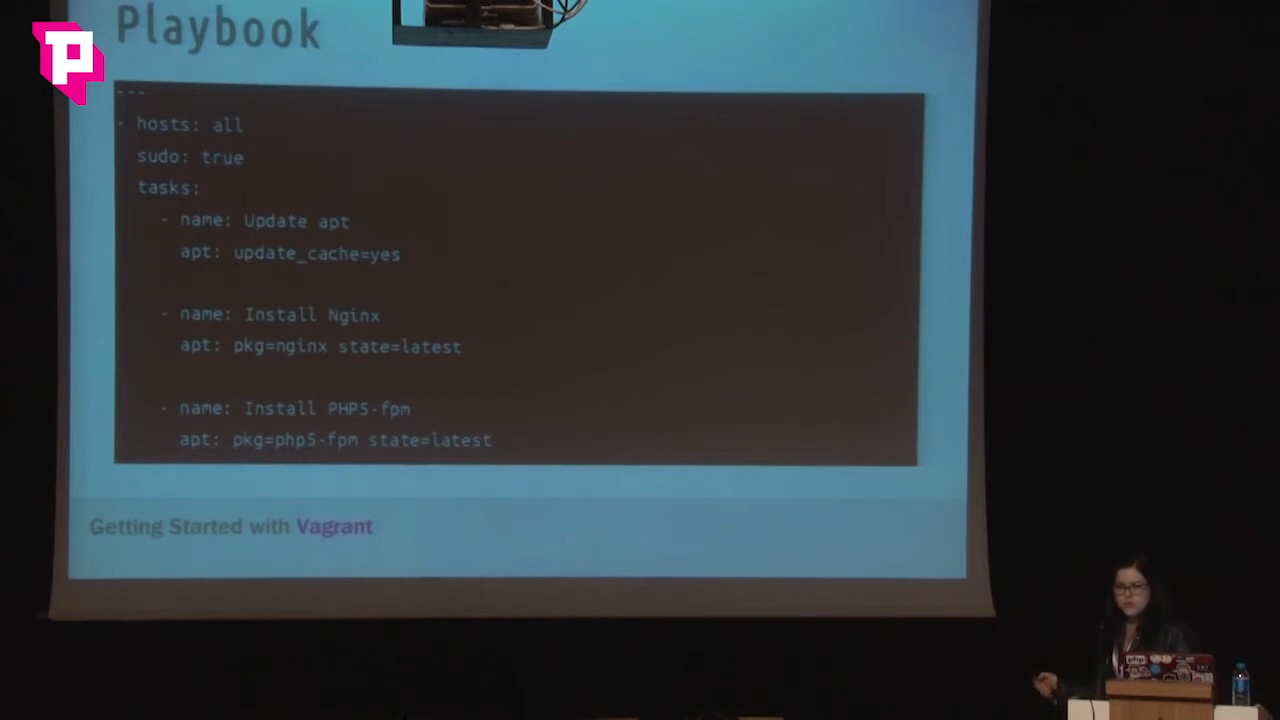 P
Playbook
---
- hosts: all
sudo: true
tasks:
- name: Update apt
apt: update_cache=yes
- name: Install Nginx
apt: pkg=nginx state=latest
- name: Install PHP5-fpm
apt: pkg=php5-fpm state=latest
Getting Started with Vagrant
php